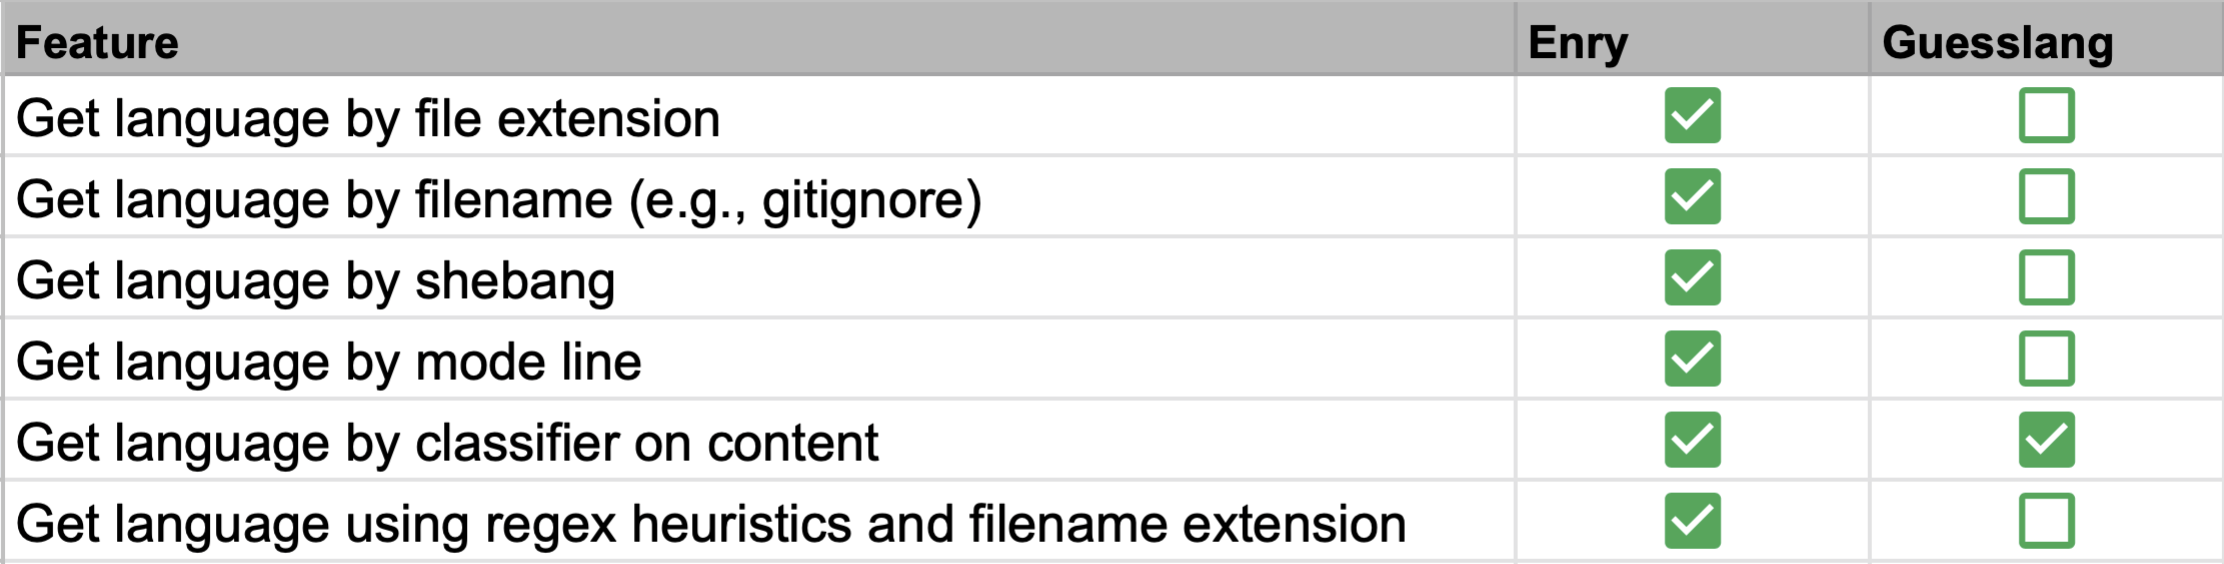 Feature Enry Guesslang
Get language by file extension
Get language by filename (e.g., gitignore)
Get language by shebang
Get language by mode line
Get language by classifier on content
Get language using regex heuristics and filename extension